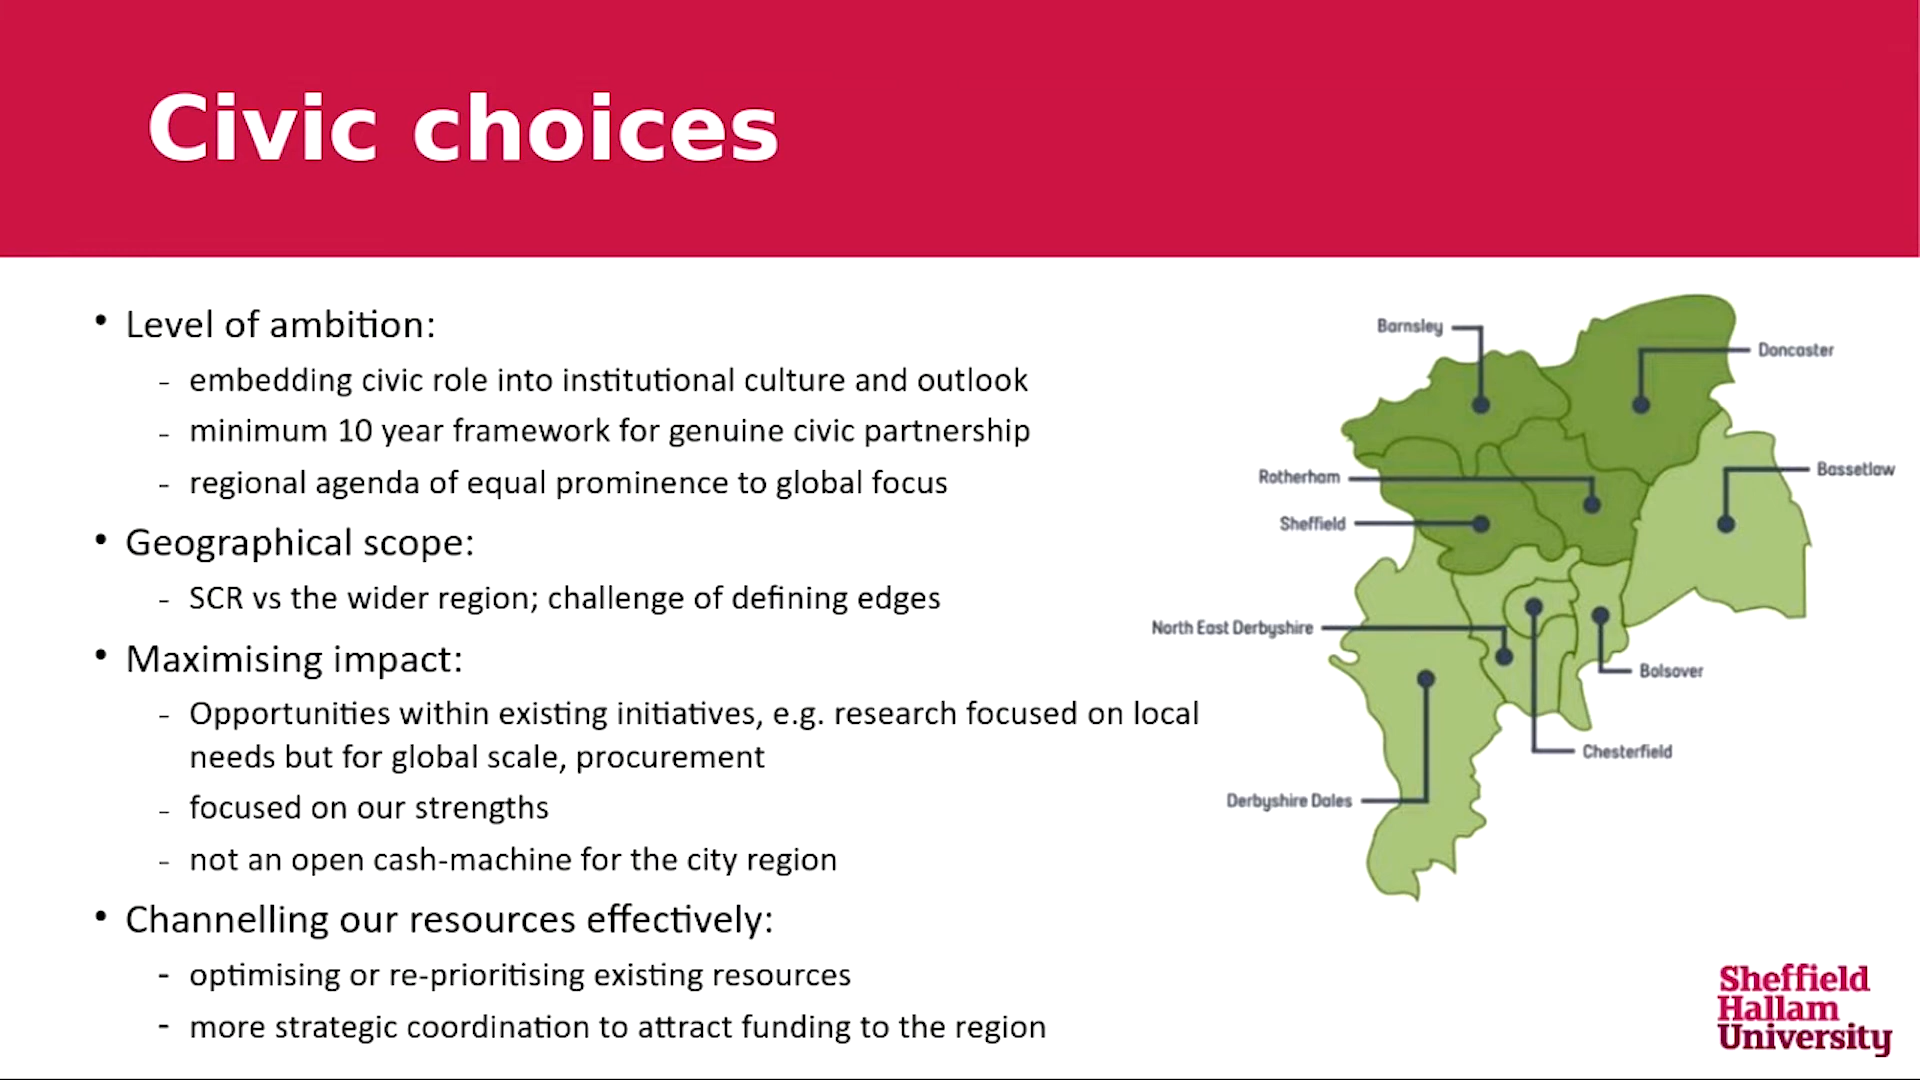 Civic choices
• Level of ambition:
- embedding civic role into institutional culture and outlook
- minimum 10 year framework for genuine civic partnership
- regional agenda of equal prominence to global focus
• Geographical scope:
- SCR vs the wider region; challenge of defining edges
• Maximising impact:
- Opportunities within existing initiatives, e.g. research focused on local
needs but for global scale, procurement
- focused on our strengths
- not an open cash-machine for the city region
• Channelling our resources effectively:
- optimising or re-prioritising existing resources
- more strategic coordination to attract funding to the region
Barnsley
Doncaster
Bassetlaw
Rotherham
Sheffield
North East Derbyshire
Bolsover
Chesterfield
Derbyshire Dales
Sheffield
Hallam
University